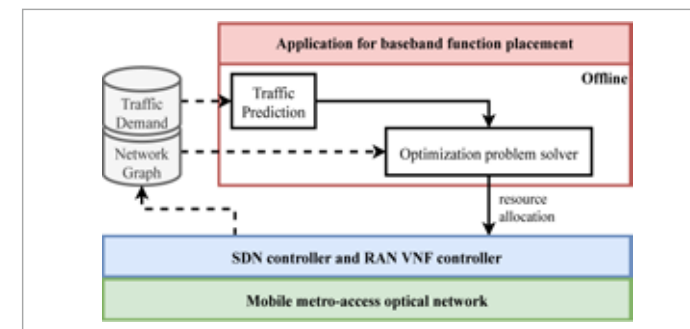 Application for baseband function placement
Offline
Traffic
Demand
Network
Graph
Traffic
Prediction
Optimization problem solver
resource
allocation
SDN controller and RAN VNF controller
Mobile metro-access optical network